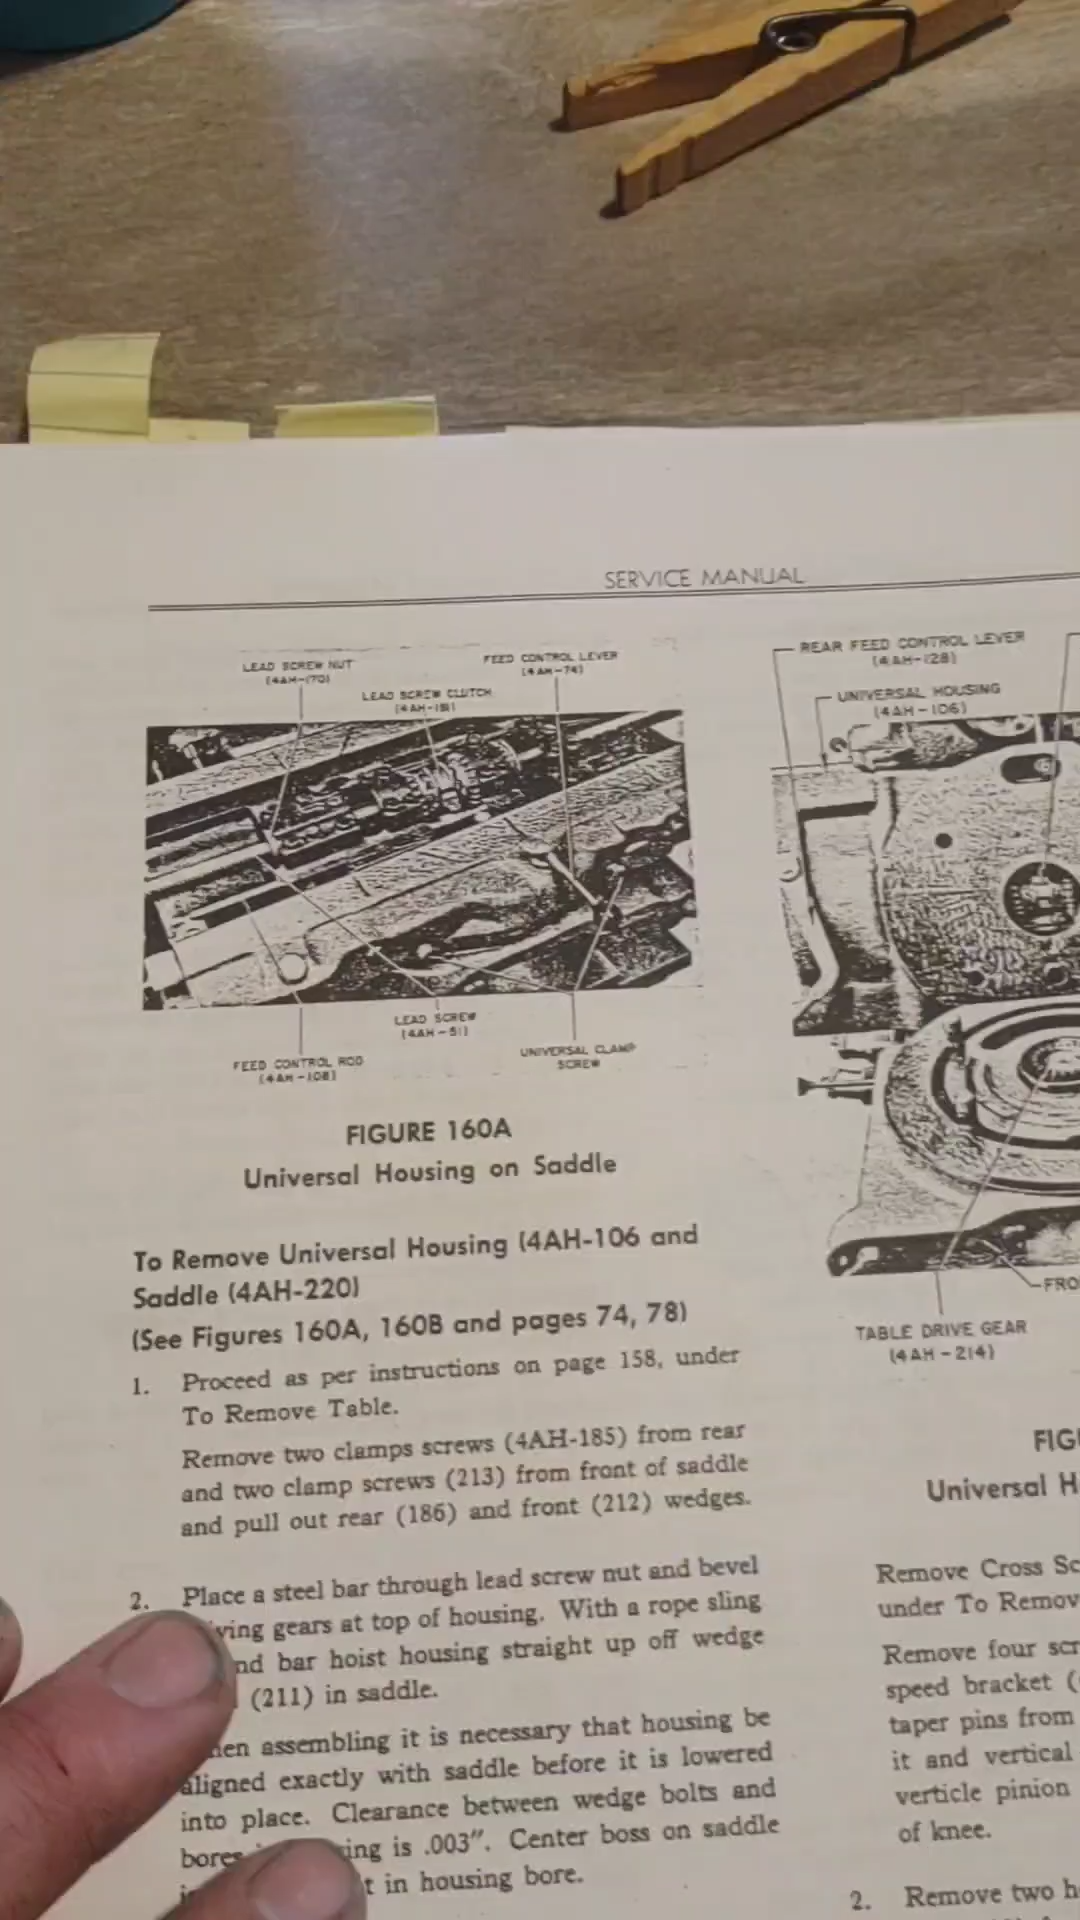 SERVICE MANUAL
LEAD SCREW NUT
(4AH-170)
FEED CONTROL LEVER
(4AH-74)
LEAD SCREW CLUTCH
LEAD SCREW
(4AH-51)
FEED CONTROL ROD
(4AH-108)
UNIVERSAL CLAMP
SCREW
FIGURE 160A
Universal Housing on Saddle
To Remove Universal Housing (4AH-106 and
Saddle (4AH-220)
(See Figures 160A, 160B and pages 74, 78)
1. Proceed as per instructions on page 158, under
To Remove Table.
Remove two clamps screws (4AH-185) from rear
and two clamp screws (213) from front of saddle
and pull out rear (186) and front (212) wedges.
2. Place a steel bar through lead screw nut and bevel
gears at top of housing. With a rope sling
bar hoist housing straight up off wedge
(211) in saddle.
assembling it is necessary that housing be
aligned exactly with saddle before it is lowered
into place. Clearance between wedge bolts and
is .003". Center boss on saddle
in housing bore.
REAR FEED CONTROL LEVER
(4AH-128)
UNIVERSAL HOUSING
(4AH-106)
TABLE DRIVE GEAR
(4AH-214)
Universal
Remove Cross
under To
Remove four
speed bracket
taper pins from
it and vertical
verticle pinion
of knee.
2. Remove two